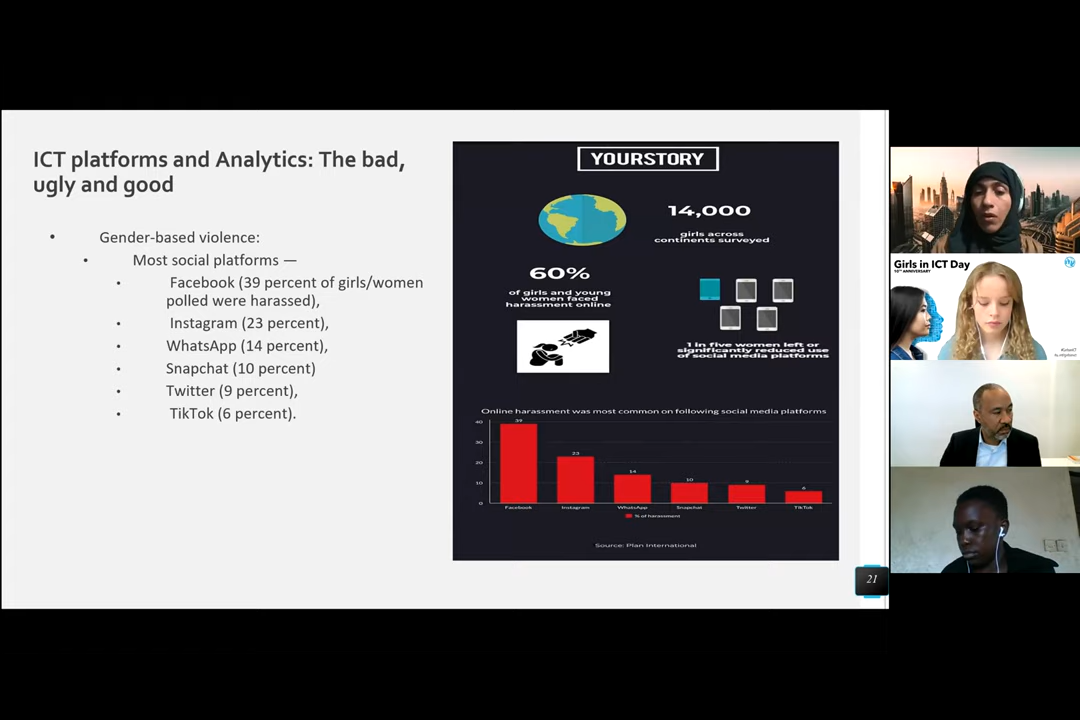 ICT platforms and Analytics: The bad,
ugly and good
• Gender-based violence:
• Most social platforms —
• Facebook (39 percent of girls/women
polled were harassed),
• Instagram (23 percent),
• WhatsApp (14 percent),
• Snapchat (10 percent)
• Twitter (9 percent),
• TikTok (6 percent).
YOURSTORY
14,000
girls across
continents surveyed
60%
of girls and young
women faced
harassment online
1 in five women left or
significantly reduced use
of social media platforms
Online harassment was most common on following social media platforms
40
30
20
10
0
39
23
14
10
9
6
Facebook
Instagram
WhatsApp
Snapchat
Twitter
TikTok
% of harassment
Source: Plan International
21
Girls in ICT Day
10TH ANNIVERSARY